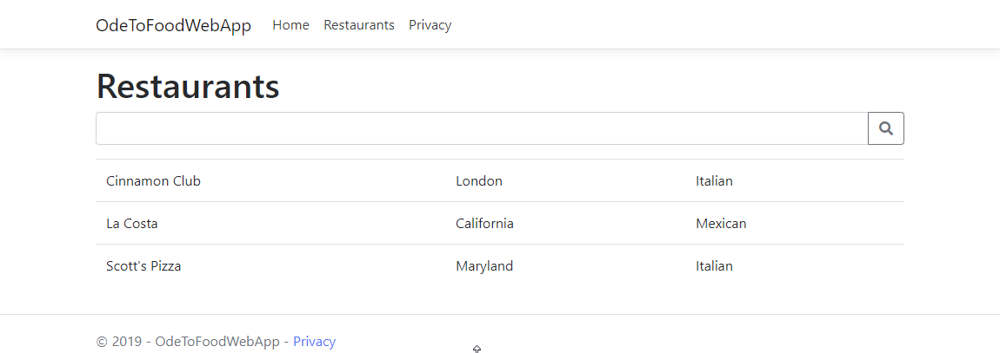 OdeToFoodWebApp Home Restaurants Privacy
Restaurants
Cinnamon Club London Italian
La Costa California Mexican
Scott's Pizza Maryland Italian
© 2019 - OdeToFoodWebApp - Privacy